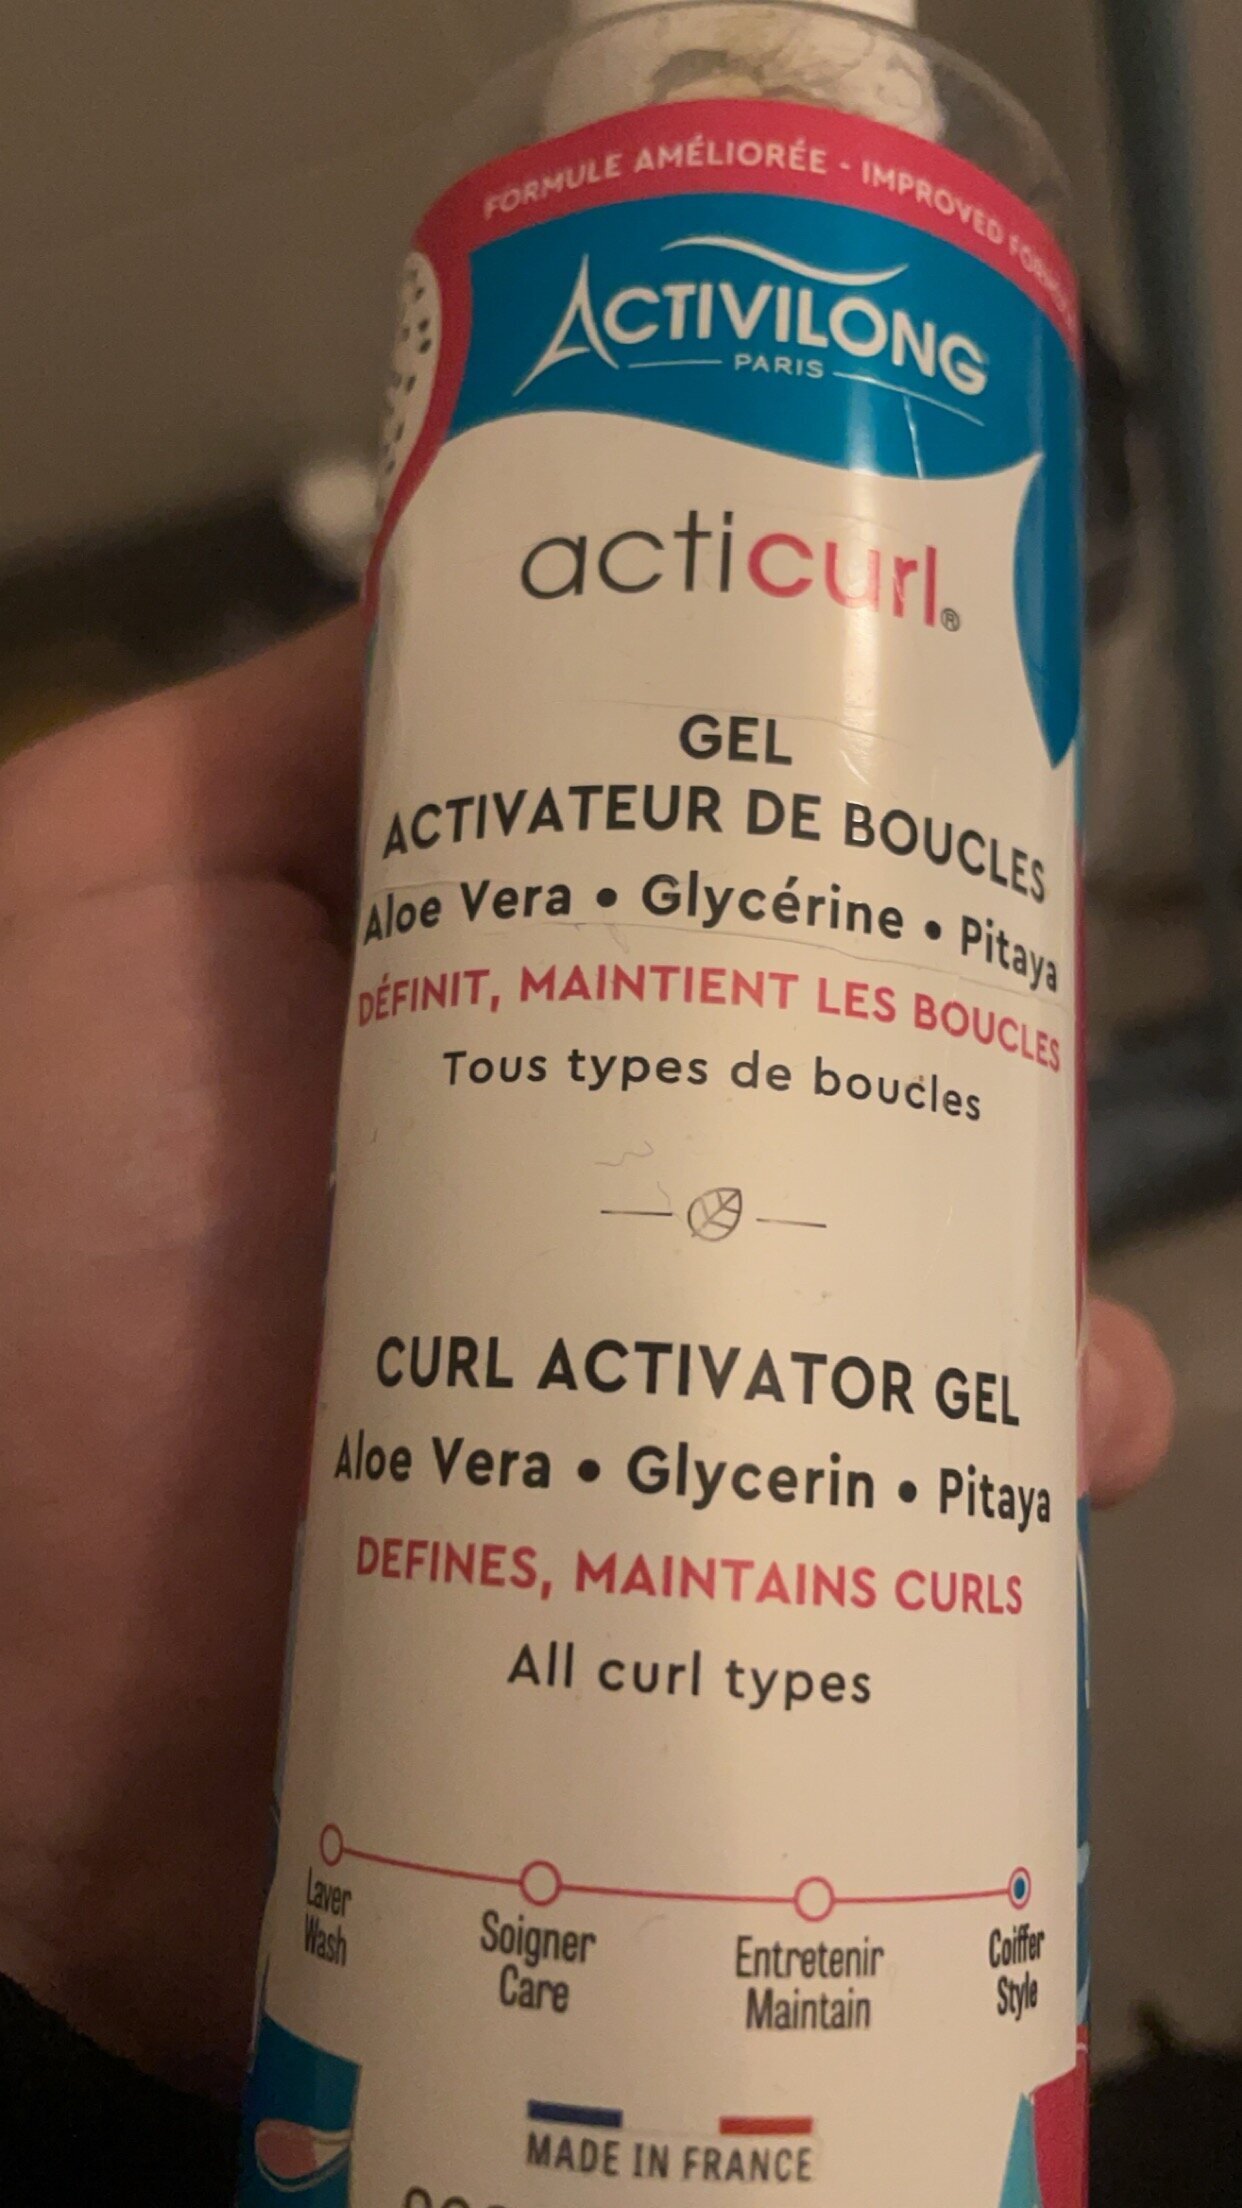 FORMULE AMÉLIORÉE - IMPROVED
ACTIVILONG
PARIS
acticurl®
GEL
ACTIVATEUR DE BOUCLES
Aloe Vera • Glycérine • Pitaya
DÉFINIT, MAINTIENT LES BOUCLES
Tous types de boucles
CURL ACTIVATOR GEL
Aloe Vera • Glycerin • Pitaya
DEFINES, MAINTAINS CURLS
All curl types
Laver
Wash
Soigner
Care
Entretenir
Maintain
Coiffer
Style
MADE IN FRANCE